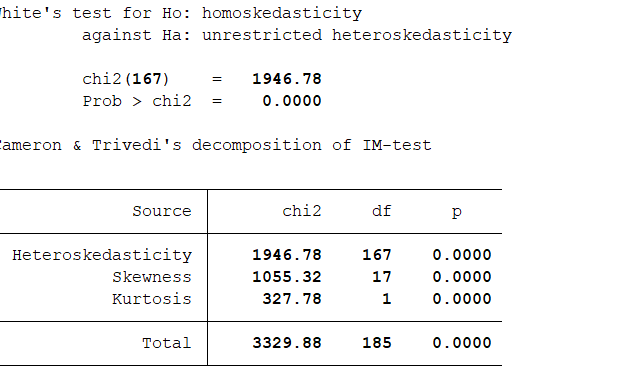 White's test for Ho: homoskedasticity
against Ha: unrestricted heteroskedasticity
chi2(167) = 1946.78
Prob > chi2 = 0.0000
Cameron & Trivedi's decomposition of IM-test
Source chi2 df p
Heteroskedasticity 1946.78 167 0.0000
Skewness 1055.32 17 0.0000
Kurtosis 327.78 1 0.0000
Total 3329.88 185 0.0000